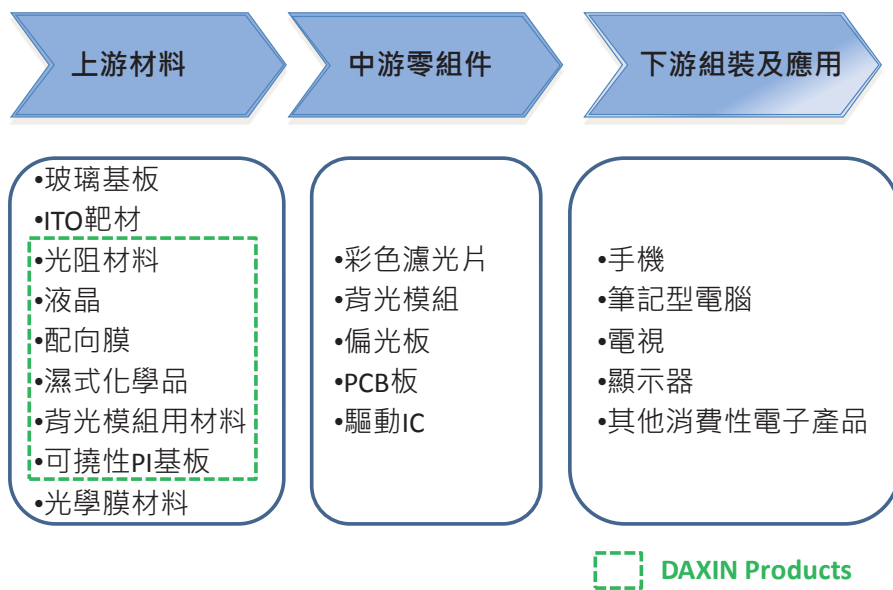 上游材料
中游零組件
下游組裝及應用
•玻璃基板
•ITO靶材
•光阻材料
•液晶
•配向膜
•濕式化學品
•背光模組用材料
•可撓性PI基板
•光學膜材料
•彩色濾光片
•背光模組
•偏光板
•PCB板
•驅動IC
•手機
•筆記型電腦
•電視
•顯示器
•其他消費性電子產品
DAXIN Products